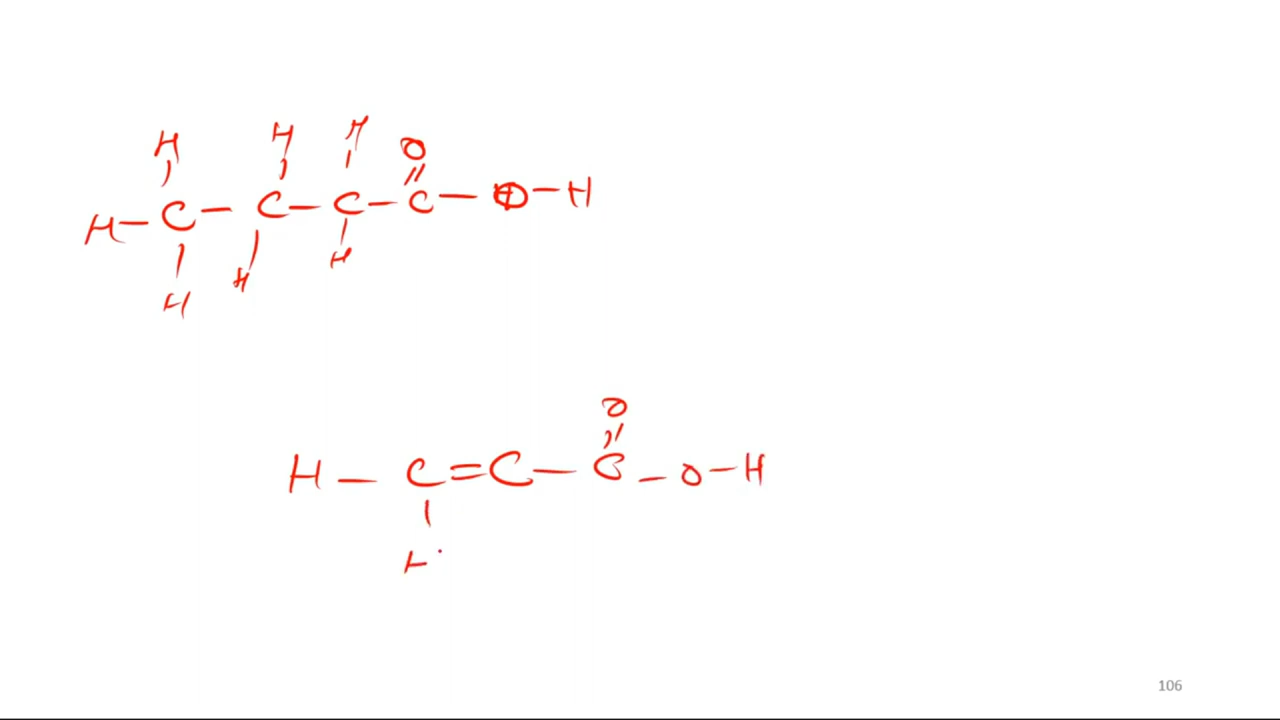 H H H O
H – C – C – C – C – O – H
H H H
O
H – C = C – C – O – H
H
106